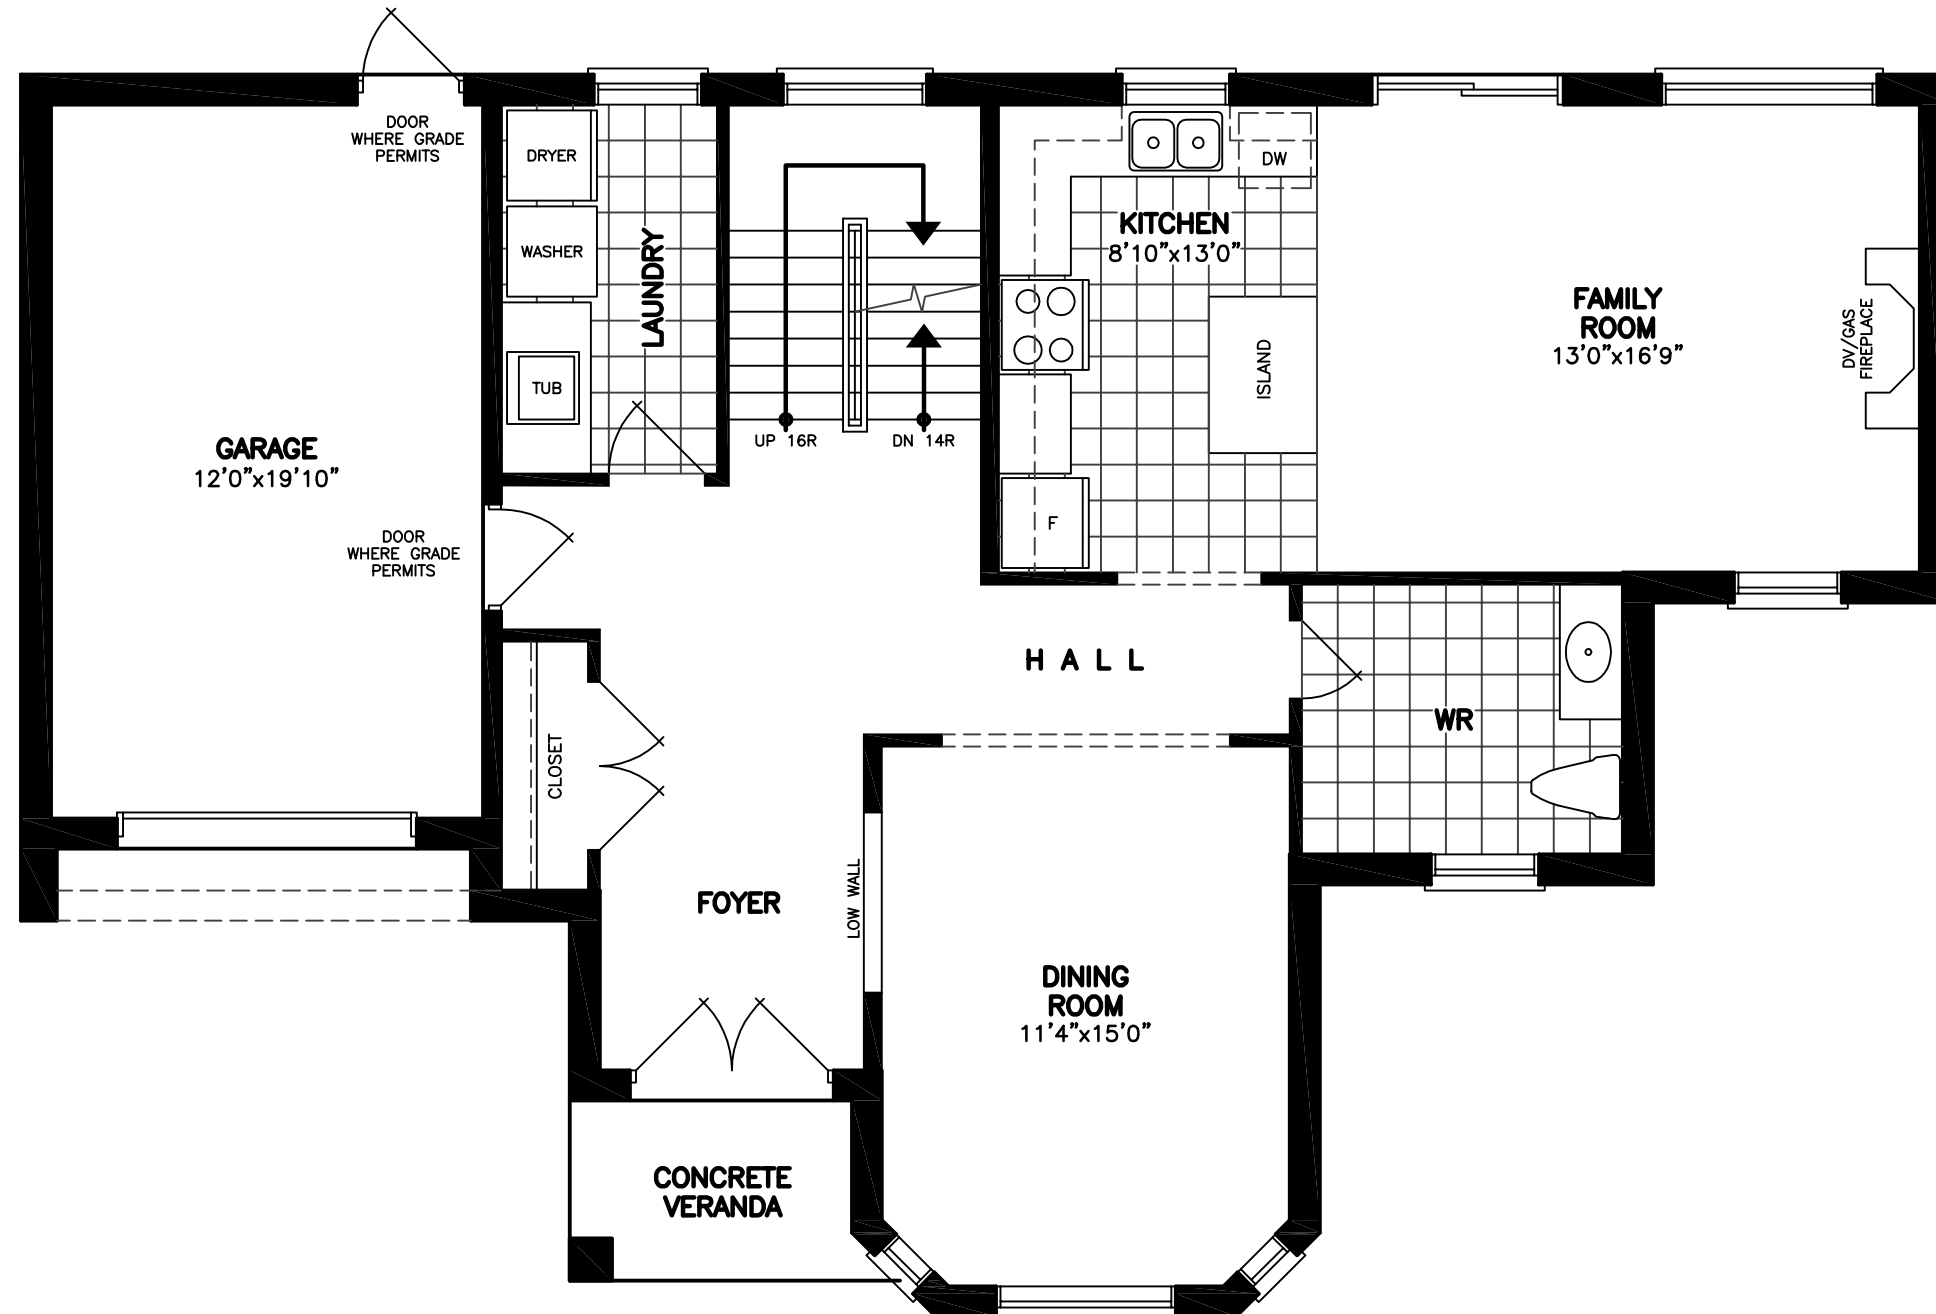 DOOR
WHERE GRADE
PERMITS
DRYER
WASHER
TUB
LAUNDRY
UP 16R
DN 14R
DW
KITCHEN
8'10"x13'0"
ISLAND
F
FAMILY
ROOM
13'0"x16'9"
DV/GAS
FIREPLACE
GARAGE
12'0"x19'10"
DOOR
WHERE GRADE
PERMITS
HALL
WR
CLOSET
FOYER
LOW WALL
DINING
ROOM
11'4"x15'0"
CONCRETE
VERANDA